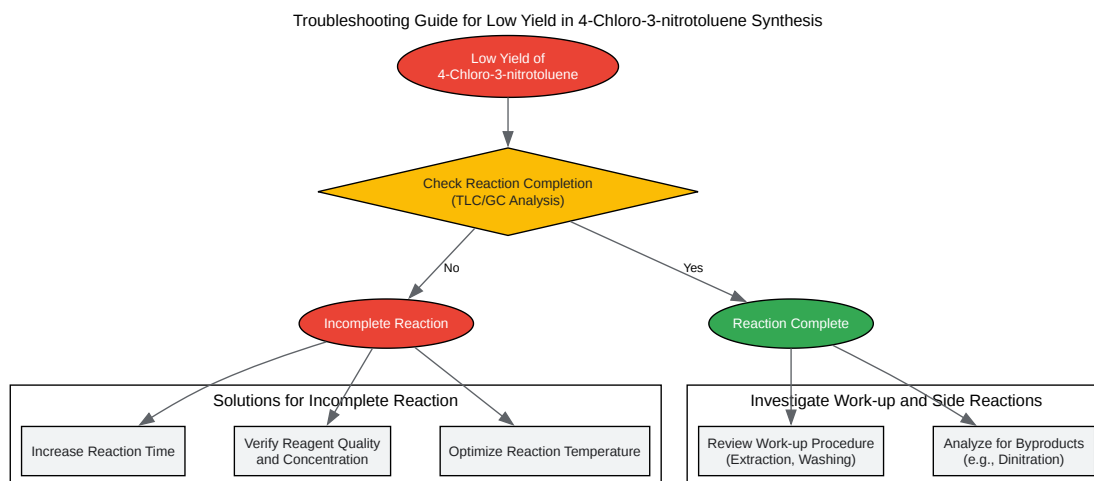 Troubleshooting Guide for Low Yield in 4-Chloro-3-nitrotoluene Synthesis
Low Yield of
4-Chloro-3-nitrotoluene
Check Reaction Completion
(TLC/GC Analysis)
No
Yes
Incomplete Reaction
Reaction Complete
Solutions for Incomplete Reaction
Increase Reaction Time
Verify Reagent Quality
and Concentration
Optimize Reaction Temperature
Investigate Work-up and Side Reactions
Review Work-up Procedure
(Extraction, Washing)
Analyze for Byproducts
(e.g., Dinitration)